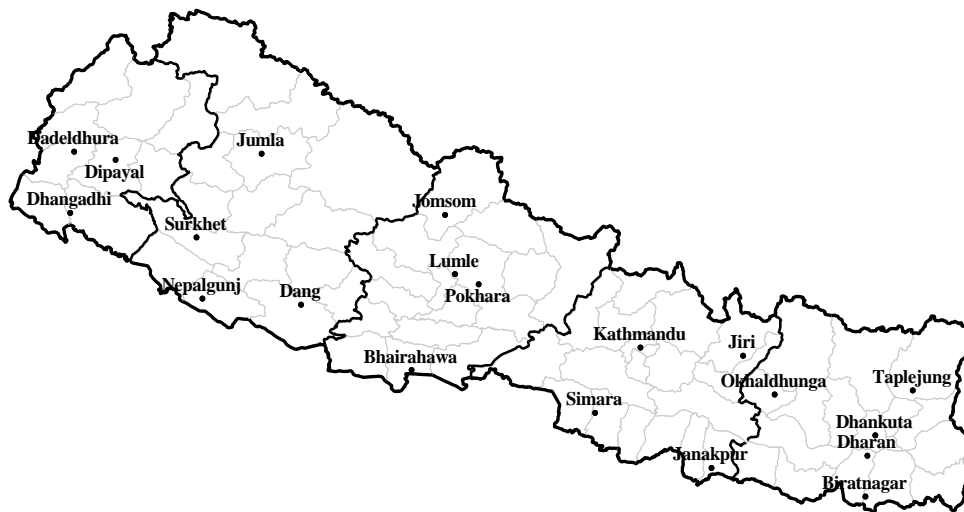 Dadeldhura
Jumla
Dipayal
Dhangadhi
Jomsom
Surkhet
Lumle
Nepalgunj
Dang
Pokhara
Kathmandu
Jiri
Bhairahawa
Okhaldhunga
Taplejung
Simara
Dhankuta
Dharan
Janakpur
Biratnagar